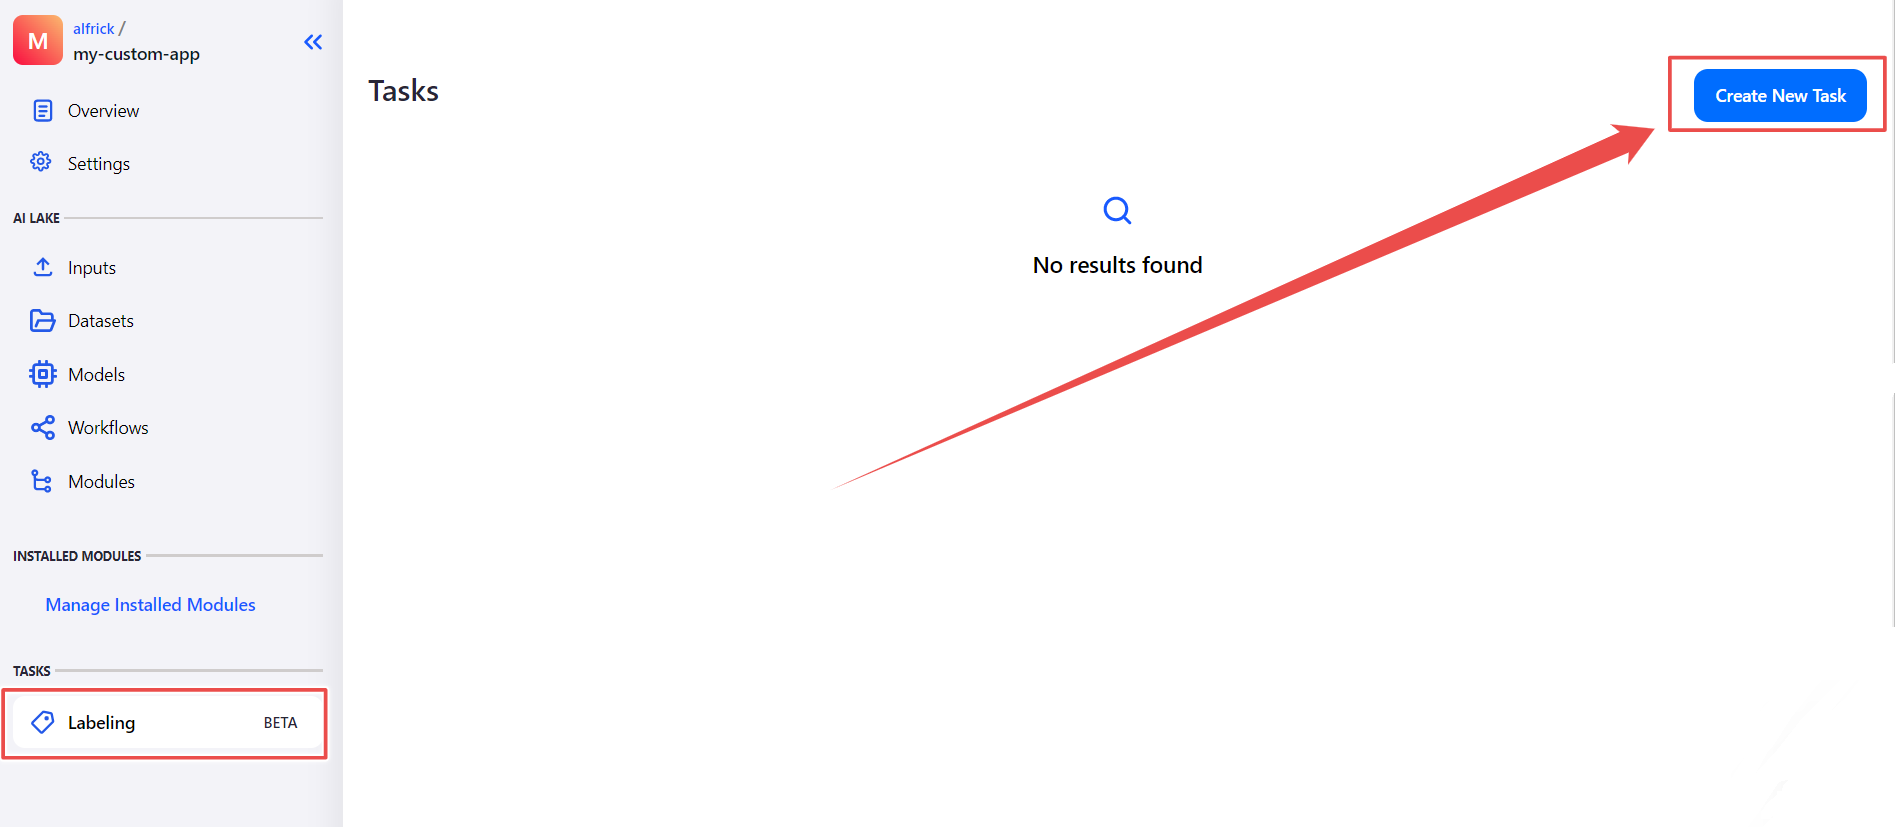 M
alfrick /
my-custom-app
Overview
Settings
AI LAKE
Inputs
Datasets
Models
Workflows
Modules
INSTALLED MODULES
Manage Installed Modules
TASKS
Labeling BETA
Tasks
Create New Task
No results found